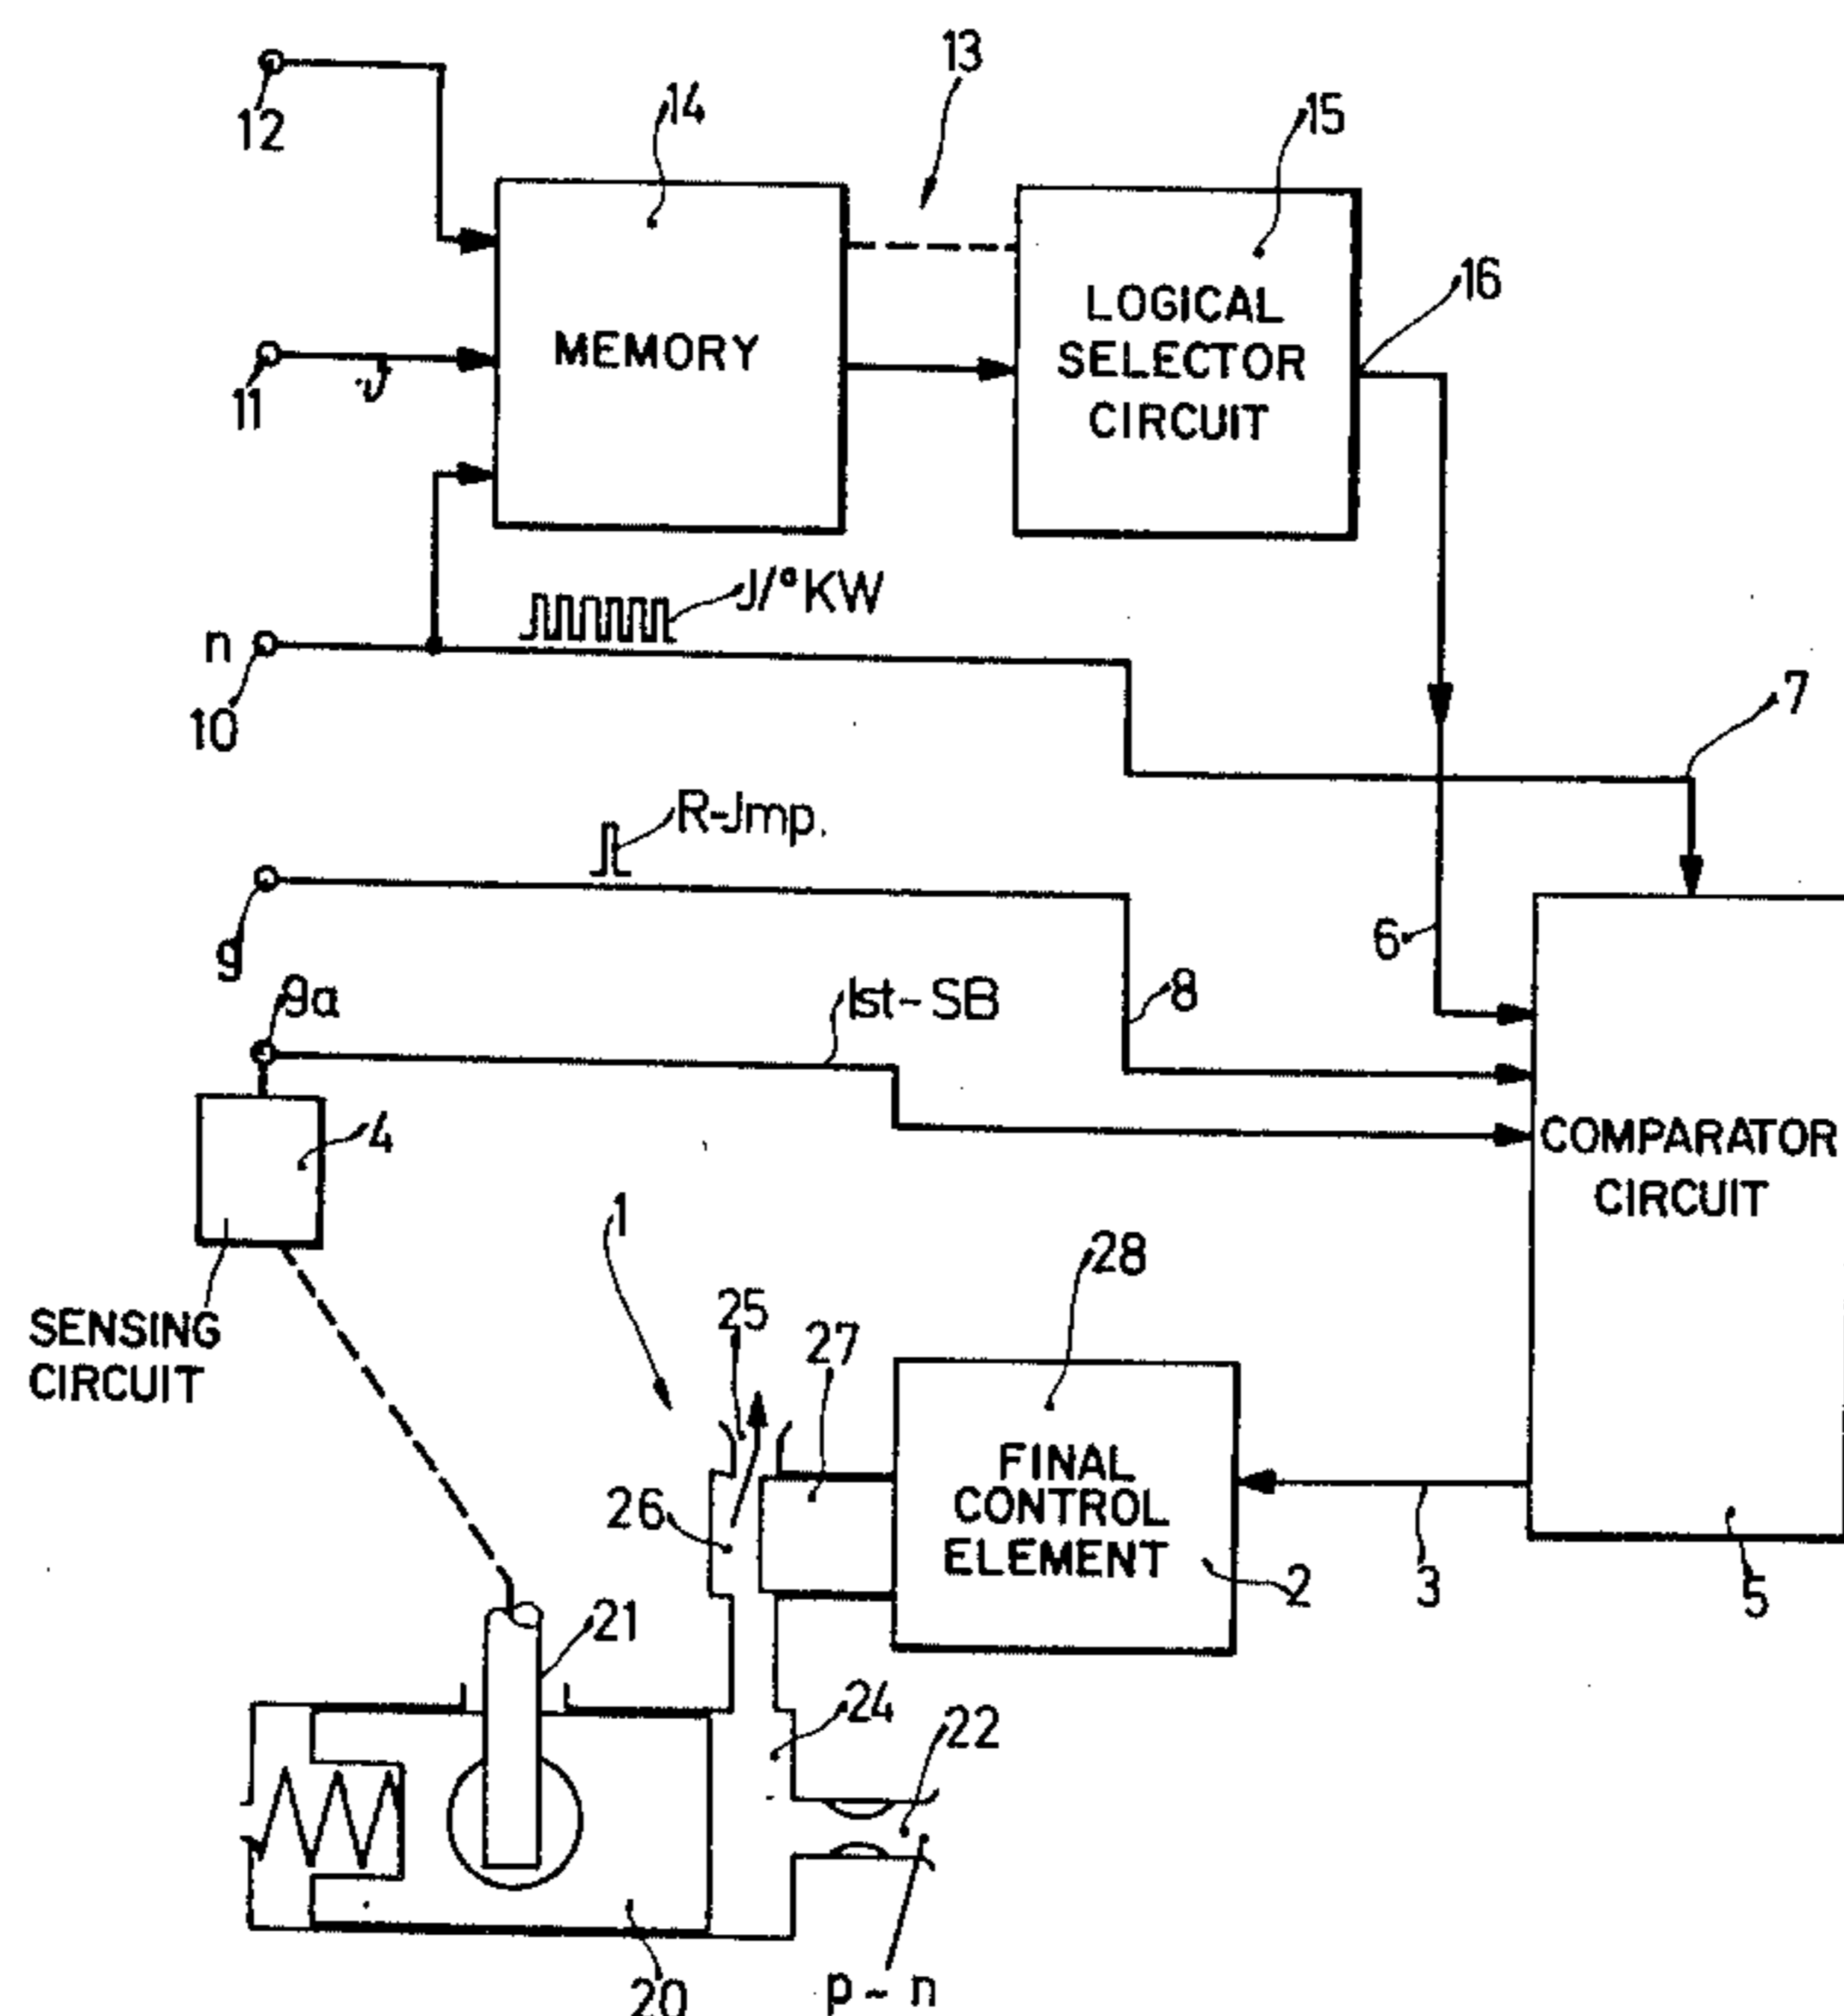 13
12
14
15
MEMORY
LOGICAL
SELECTOR
CIRCUIT
16
11
ϑ
J/°KW
n
10
7
R-Jmp.
9
6
8
9a
Ist-SB
4
COMPARATOR
CIRCUIT
SENSING
CIRCUIT
1
25
27
28
26
FINAL
CONTROL
ELEMENT
2
3
5
21
24
22
20
p~n